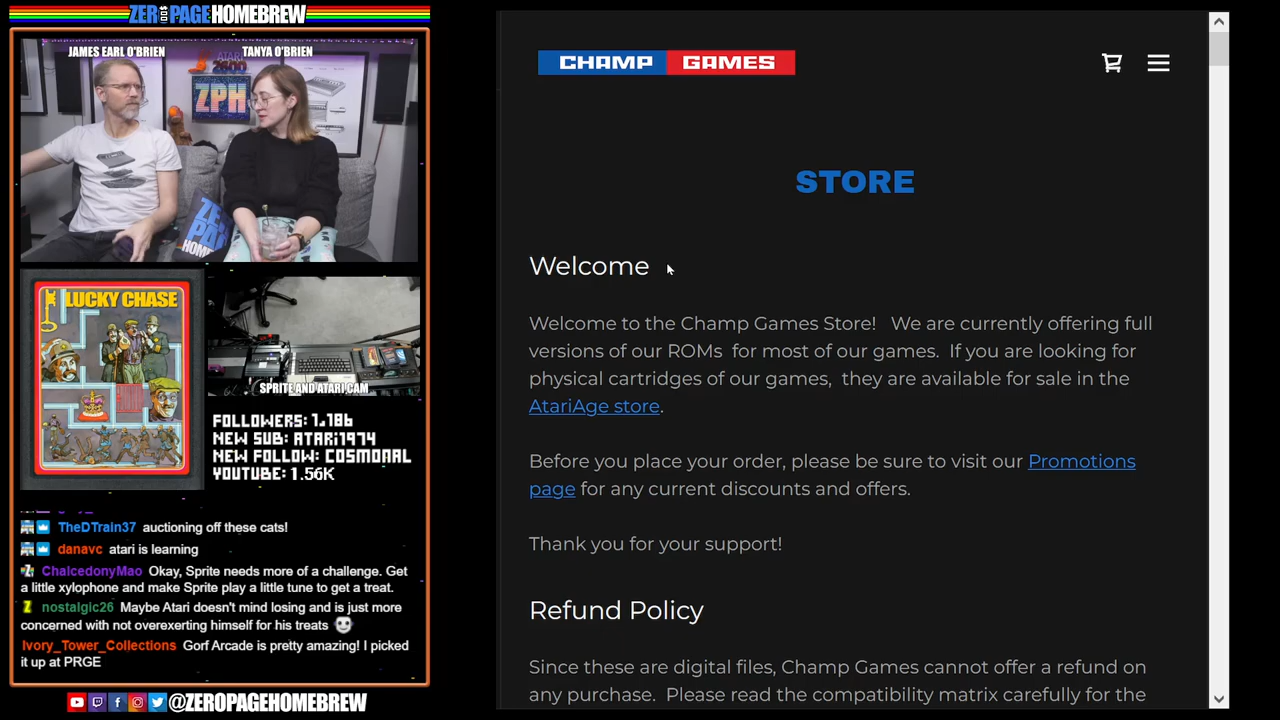 ZEROPAGEHOMEBREW
JAMES EARL O'BRIEN
TANYA O'BRIEN
ATARI
2600
ZPH
ZERO
HOMEBREW
LUCKY CHASE
SPRITE AND ATARI CAM
FOLLOWERS: 1,186
NEW SUB: ATARI1974
NEW FOLLOW: COSMONAL
YOUTUBE: 1.56K
TheDTrain37 auctioning off these cats!
danavc atari is learning
ChalcedonyMao Okay, Sprite needs more of a challenge. Get
a little xylophone and make Sprite play a little tune to get a treat.
nostalgic26 Maybe Atari doesn't mind losing and is just more
concerned with not overexerting himself for his treats
Ivory_Tower_Collections Gorf Arcade is pretty amazing! I picked
it up at PRGE
@ZEROPAGEHOMEBREW
CHAMP GAMES
STORE
Welcome
Welcome to the Champ Games Store! We are currently offering full
versions of our ROMs for most of our games. If you are looking for
physical cartridges of our games, they are available for sale in the
AtariAge store.
Before you place your order, please be sure to visit our Promotions
page for any current discounts and offers.
Thank you for your support!
Refund Policy
Since these are digital files, Champ Games cannot offer a refund on
any purchase. Please read the compatibility matrix carefully for the